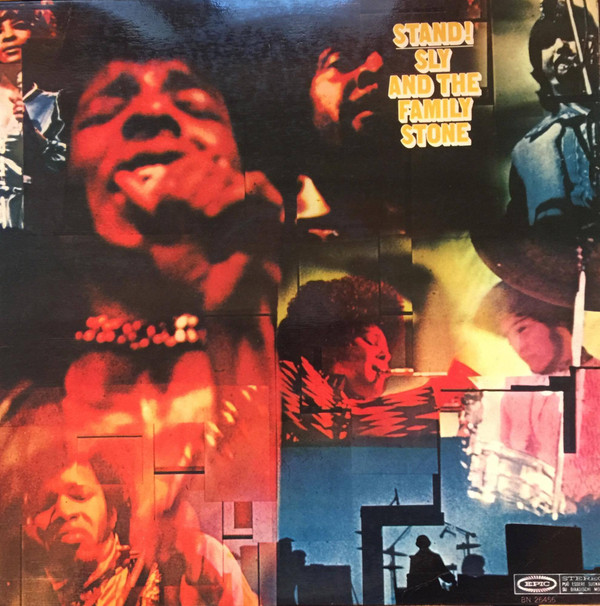 STAND!
SLY
AND THE
FAMILY
STONE
EPIC
STEREO
BN 26456